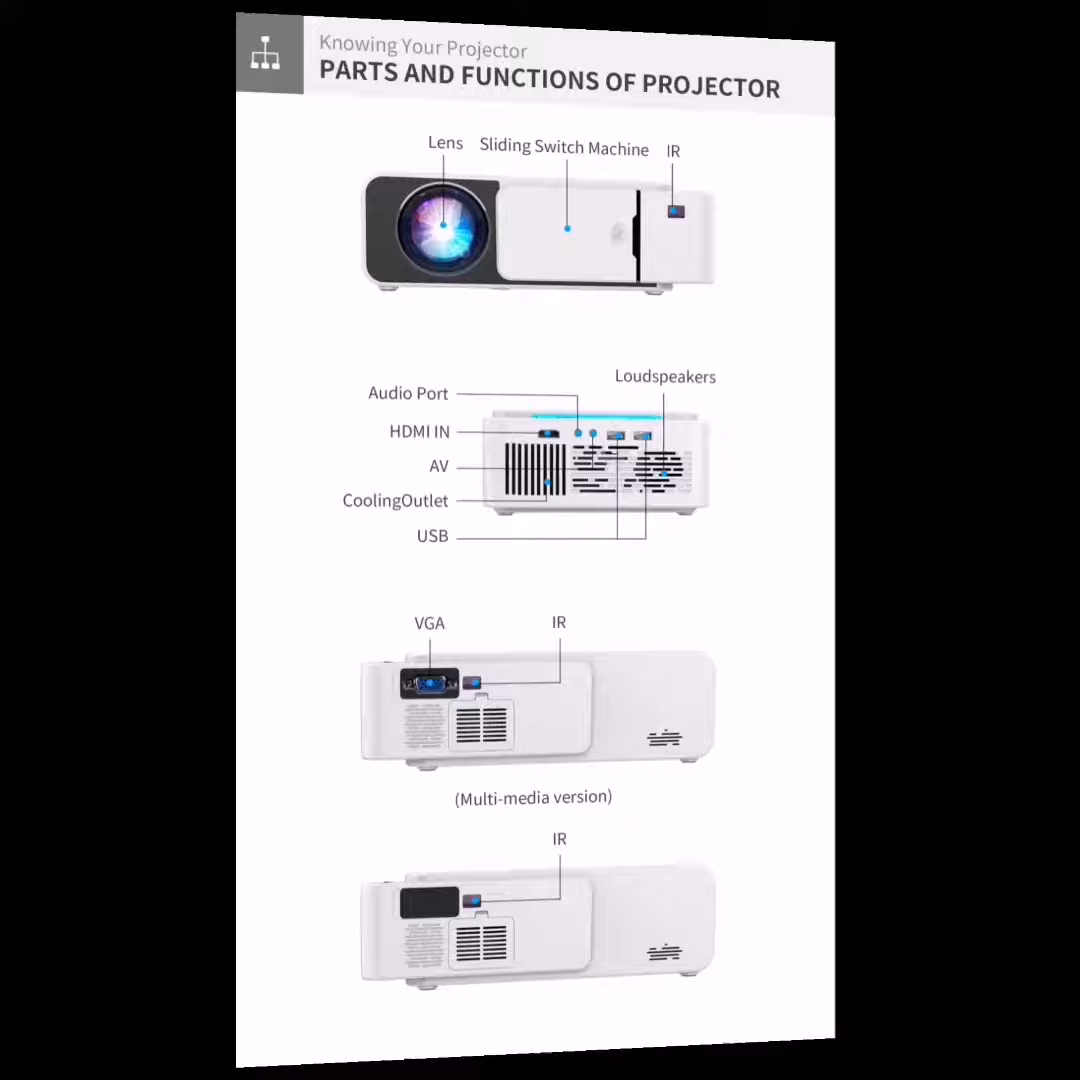 Knowing Your Projector
PARTS AND FUNCTIONS OF PROJECTOR
Lens Sliding Switch Machine IR
Loudspeakers
Audio Port
HDMI IN
AV
CoolingOutlet
USB
VGA IR
(Multi-media version)
IR